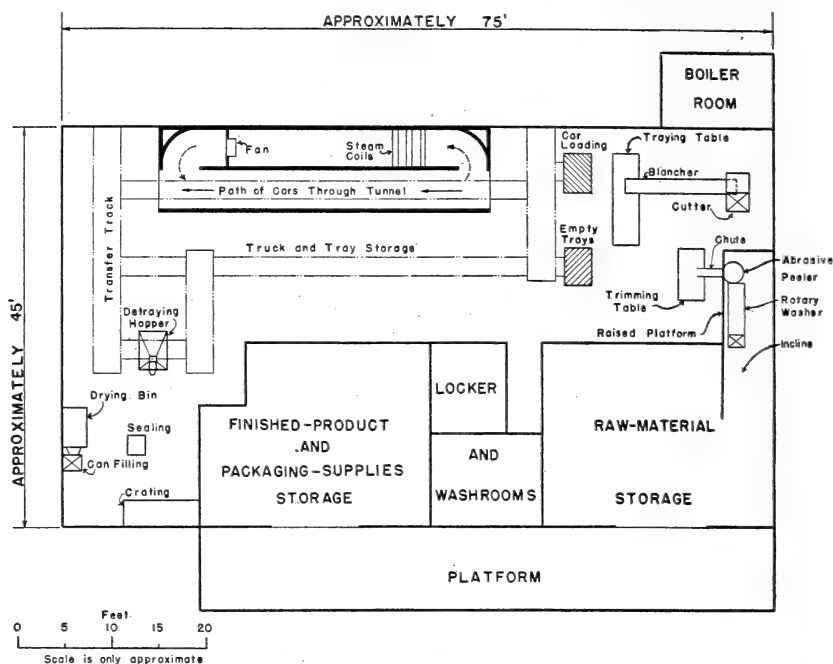 APPROXIMATELY 75'
BOILER
ROOM
Fan
Steam
Coils
Car
Loading
Traying Table
Blancher
Path of Cars Through Tunnel
Cutter
Transfer Track
Truck and Tray Storage
Empty
Trays
Chute
Abrasive
Peeler
Trimming
Table
Rotary
Washer
Raised Platform
Incline
APPROXIMATELY 45'
Detraying
Hopper
Drying Bin
Sealing
Can Filling
Crating
FINISHED-PRODUCT
AND
PACKAGING-SUPPLIES
STORAGE
LOCKER
AND
WASHROOMS
RAW-MATERIAL
STORAGE
PLATFORM
Feet
0 5 10 15 20
Scale is only approximate